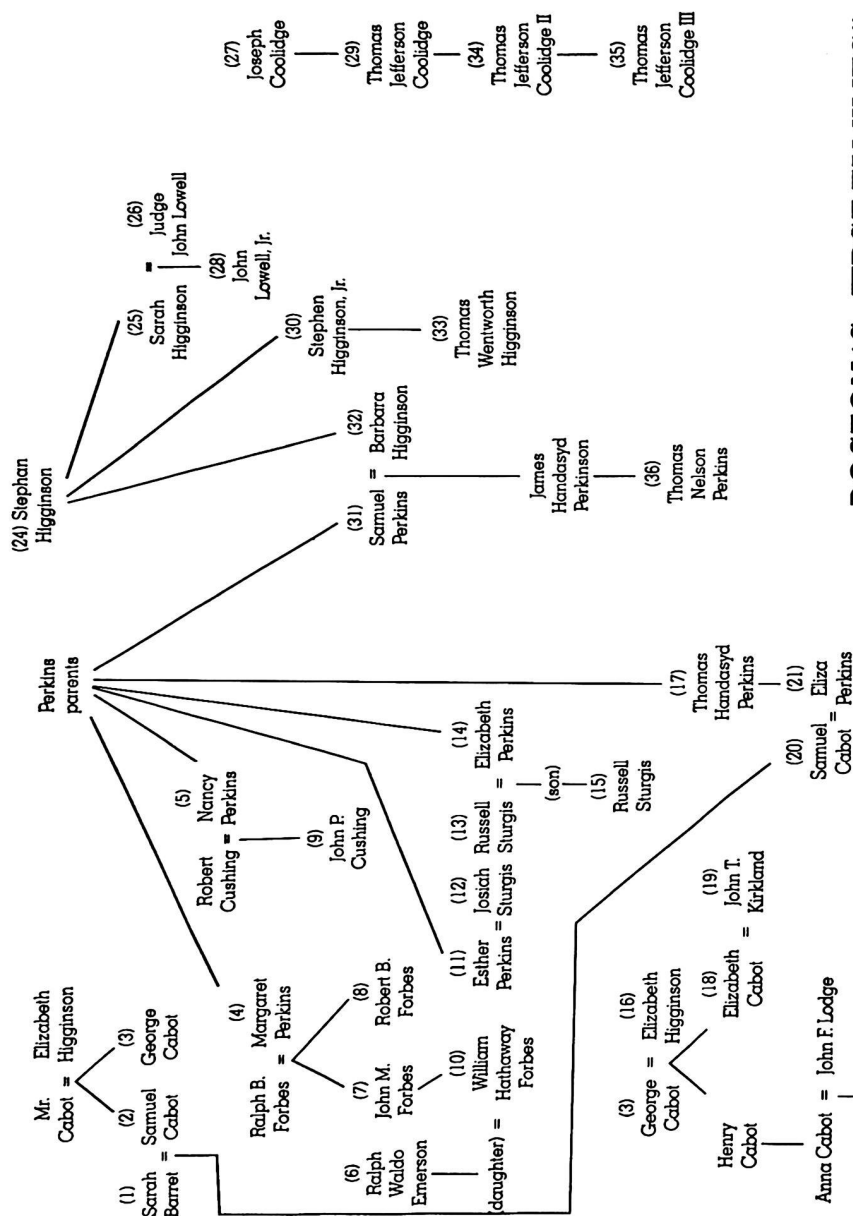 Mr.
Cabot = Elizabeth
Higginson
(1)
Sarah
Barret
=
(2)
Samuel
Cabot
(3)
George
Cabot
Perkins
parents
(4)
Ralph B. Margaret
Forbes = Perkins
(5)
Robert Nancy
Cushing = Perkins
(9)
John P.
Cushing
(7)
John M.
Forbes
(8)
Robert B.
Forbes
(6)
Ralph
Waldo
Emerson
(10)
(daughter) = William
Hathaway
Forbes
(11)
Esther
Perkins
=
(12)
Josiah
Sturgis
(13)
Russell
Sturgis
=
(14)
Elizabeth
Perkins
(son)
(15)
Russell
Sturgis
(3)
George
Cabot
=
(16)
Elizabeth
Higginson
Henry
Cabot
(18)
Elizabeth
Cabot
=
(19)
John T.
Kirkland
Anna Cabot = John F. Lodge
(17)
Thomas
Handasyd
Perkins
(20)
Samuel
Cabot
=
(21)
Eliza
Perkins
(24) Stephan
Higginson
(25)
Sarah
Higginson
=
(26)
Judge
John Lowell
(28)
John
Lowell, Jr.
(30)
Stephen
Higginson, Jr.
(33)
Thomas
Wentworth
Higginson
(31)
Samuel
Perkins
=
(32)
Barbara
Higginson
James
Handasyd
Perkinson
(36)
Thomas
Nelson
Perkins
(27)
Joseph
Coolidge
(29)
Thomas
Jefferson
Coolidge
(34)
Thomas
Jefferson
Coolidge II
(35)
Thomas
Jefferson
Coolidge III